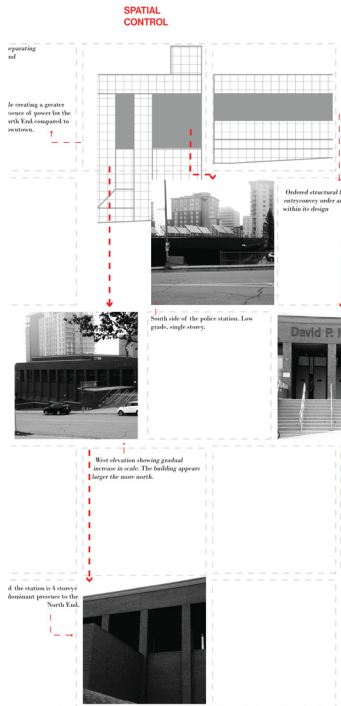 SPATIAL
CONTROL
eparating
nd
le creating a greater
esence of power for the
orth End compared to
owntown.
Ordered structural
entryconvey order a
within its design
South side of the police station. Low
grade, single storey.
David P.
West elevation showing gradual
increase in scale. The building appears
larger the more north.
f the station is 4 storeys
dominant presence to the
North End.